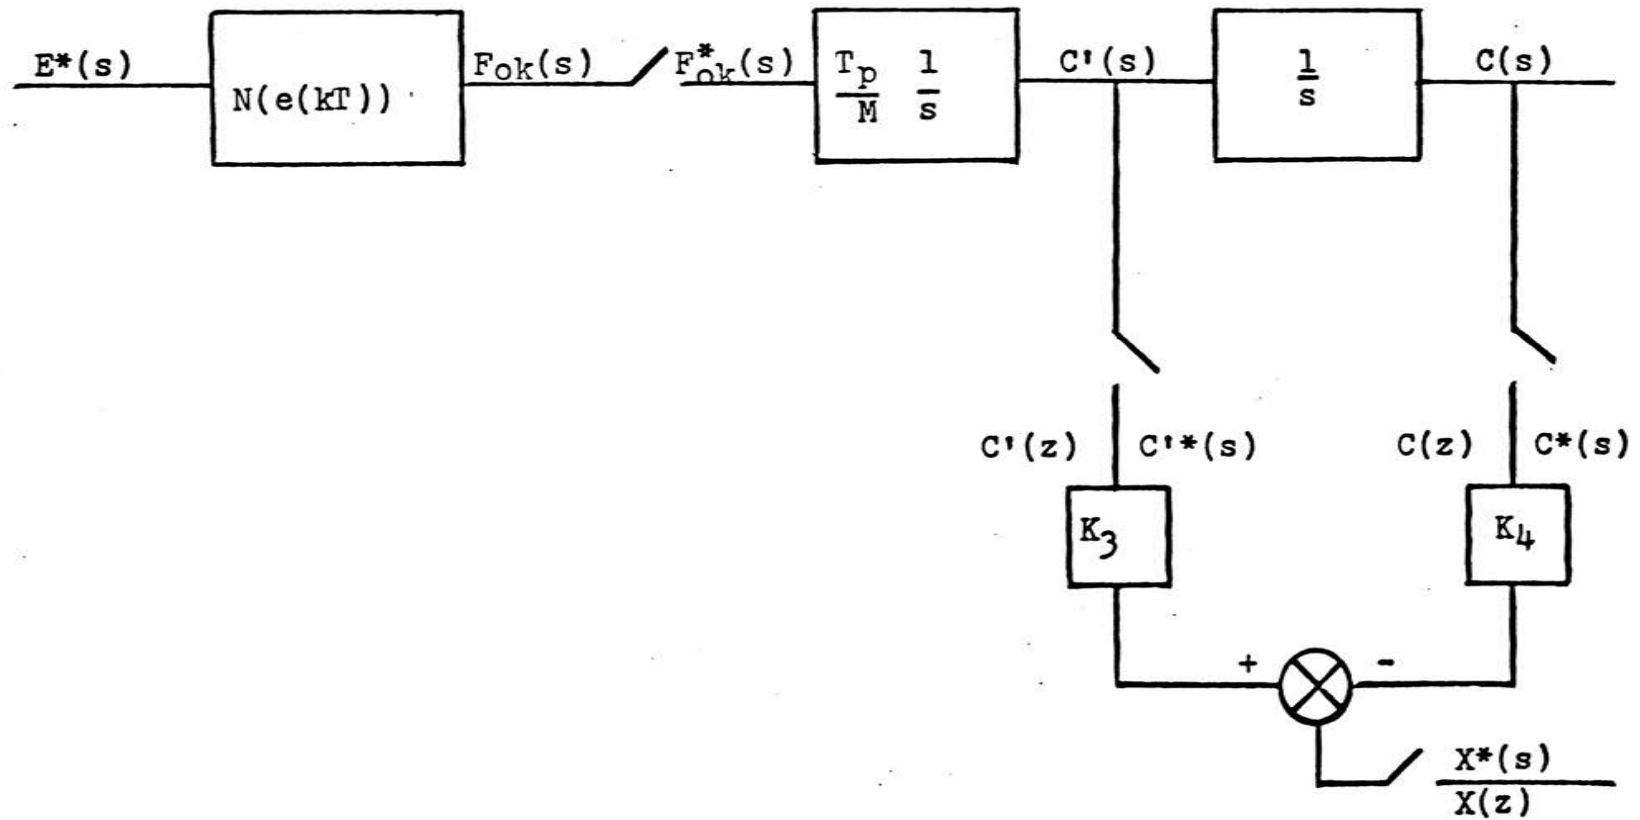 E*(s)
N(e(kT))
Fok(s)
F*ok(s)
Tp 1
M s
C'(s)
1
s
C(s)
C'(z) C'*(s)
C(z) C*(s)
K3
K4
+ -
X*(s)
X(z)